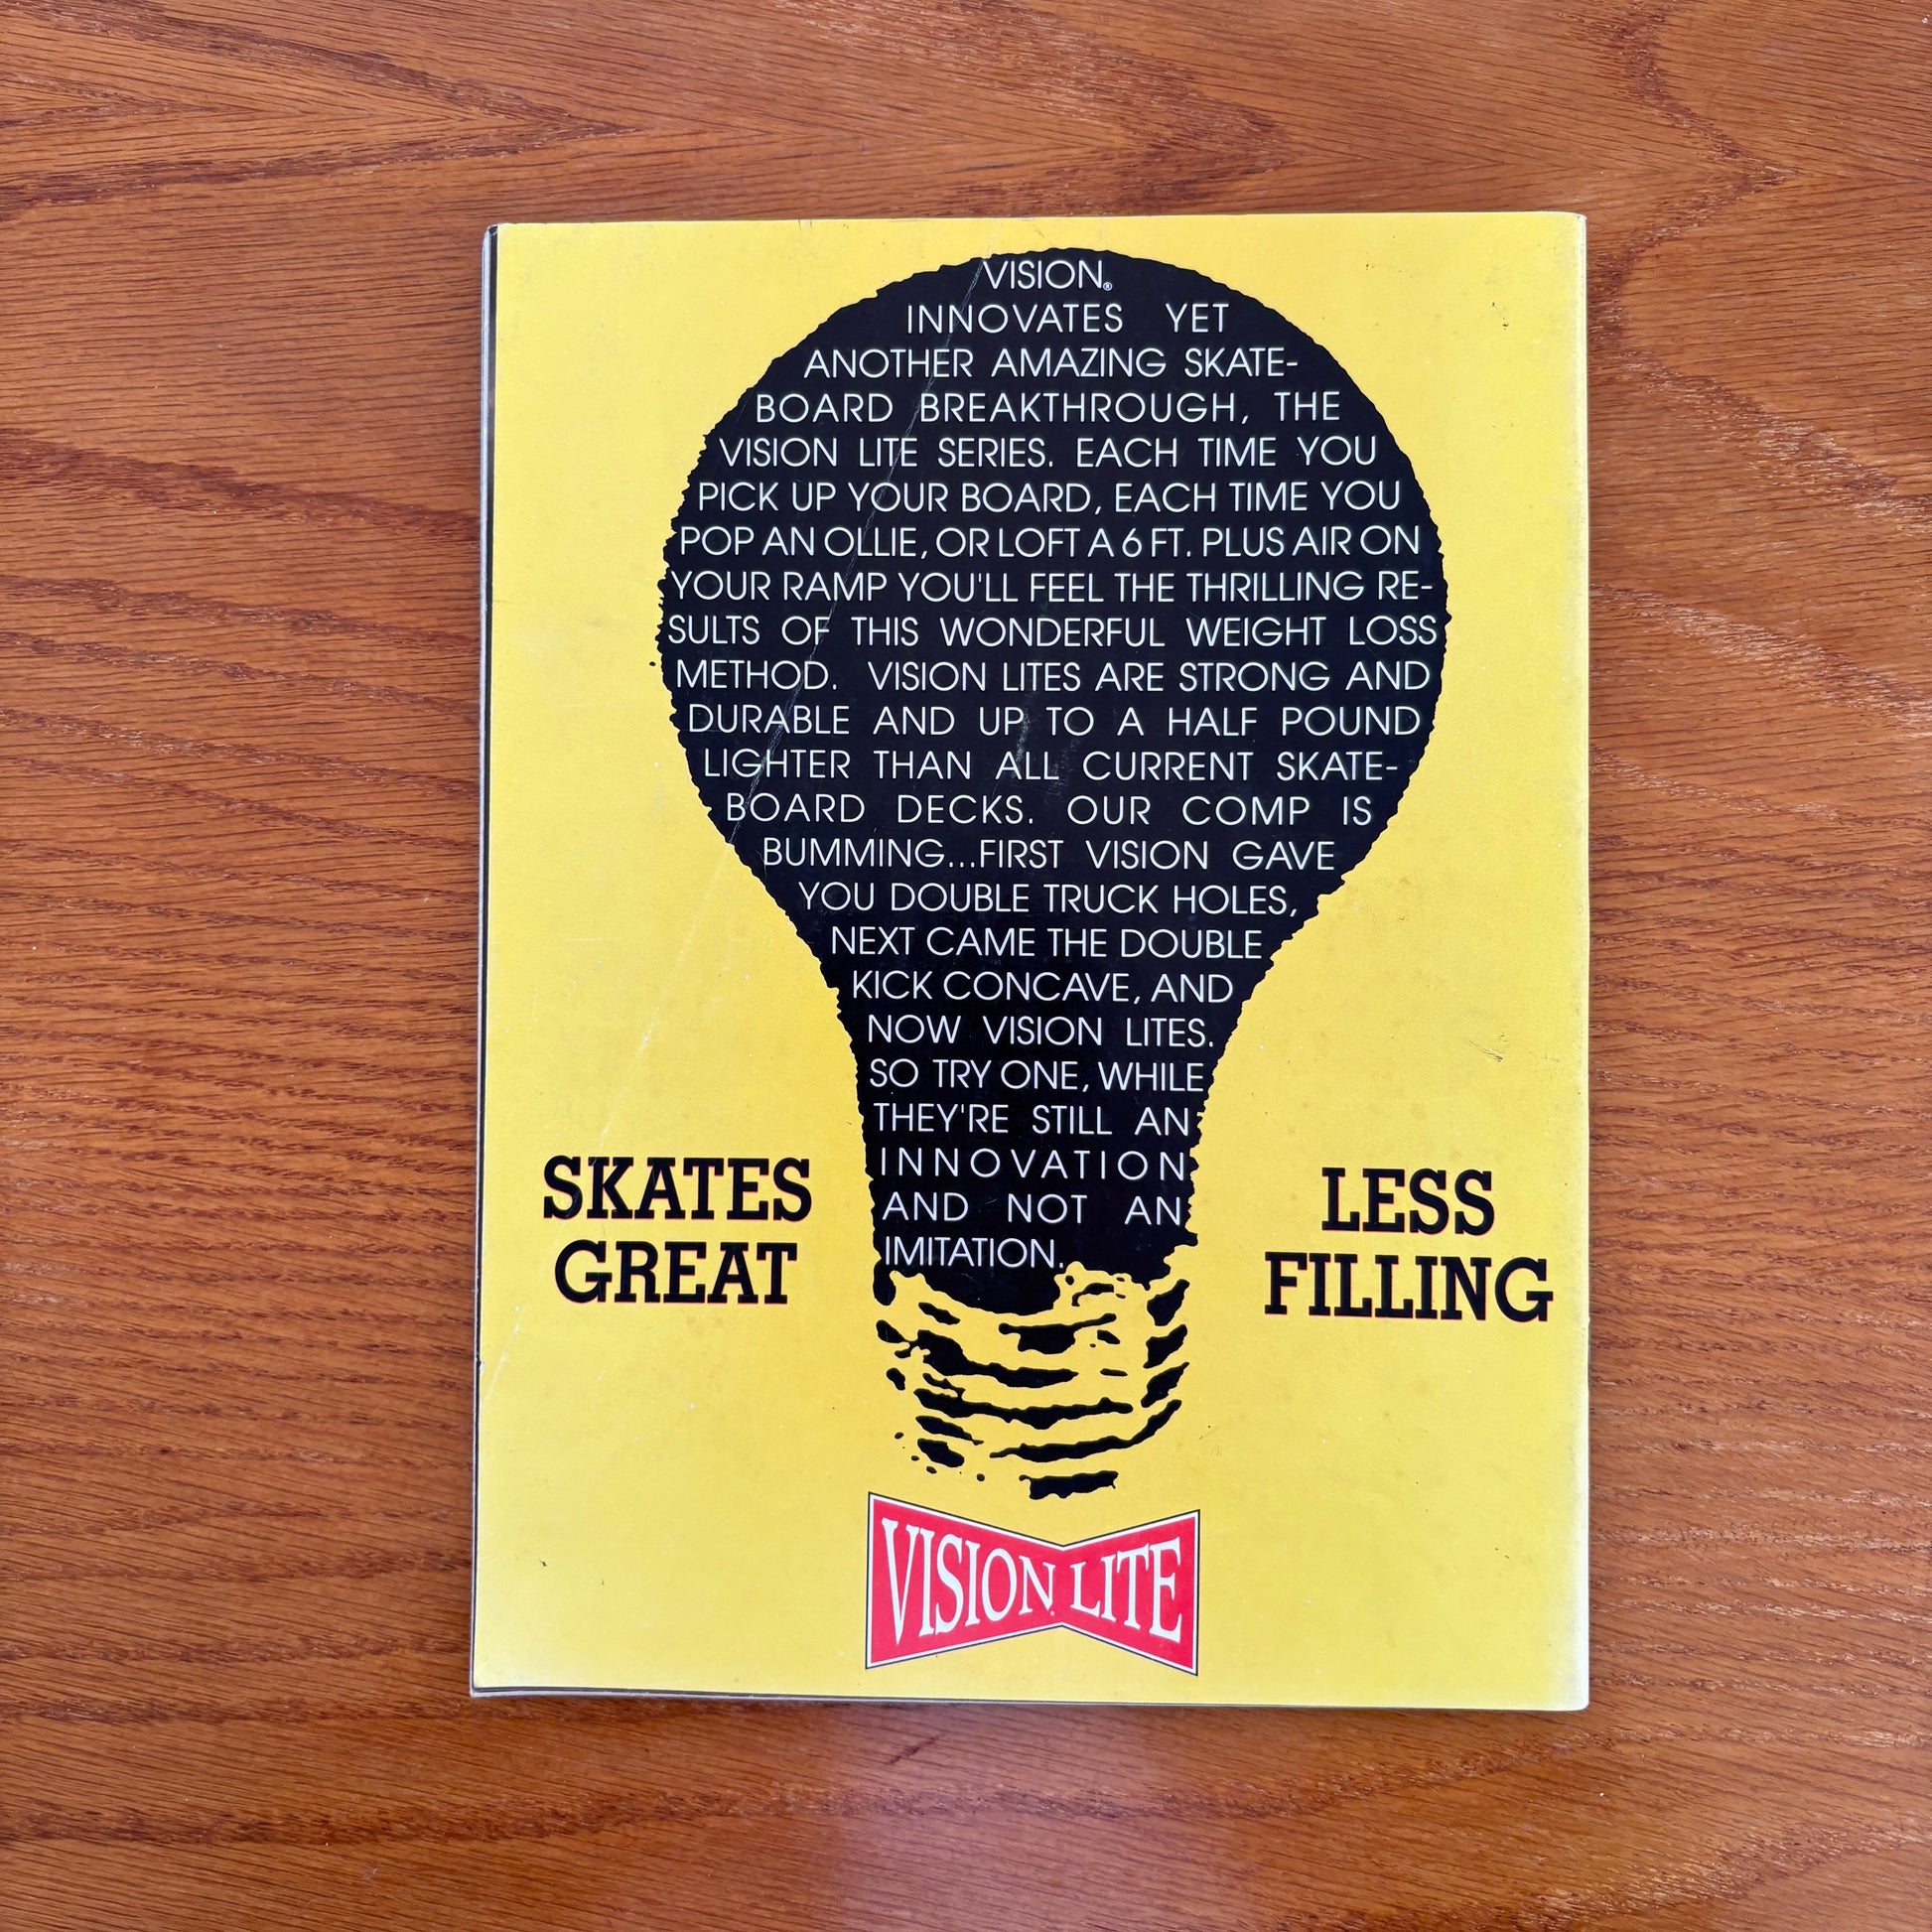 VISION®
INNOVATES YET
ANOTHER AMAZING SKATE-
BOARD BREAKTHROUGH, THE
VISION LITE SERIES. EACH TIME YOU
PICK UP YOUR BOARD, EACH TIME YOU
POP AN OLLIE, OR LOFT A 6 FT. PLUS AIR ON
YOUR RAMP YOU'LL FEEL THE THRILLING RE-
SULTS OF THIS WONDERFUL WEIGHT LOSS
METHOD. VISION LITES ARE STRONG AND
DURABLE AND UP TO A HALF POUND
LIGHTER THAN ALL CURRENT SKATE-
BOARD DECKS. OUR COMP IS
BUMMING...FIRST VISION GAVE
YOU DOUBLE TRUCK HOLES,
NEXT CAME THE DOUBLE
KICK CONCAVE, AND
NOW VISION LITES.
SO TRY ONE, WHILE
THEY'RE STILL AN
INNOVATION
AND NOT AN
IMITATION.
SKATES
GREAT
LESS
FILLING
VISION LITE